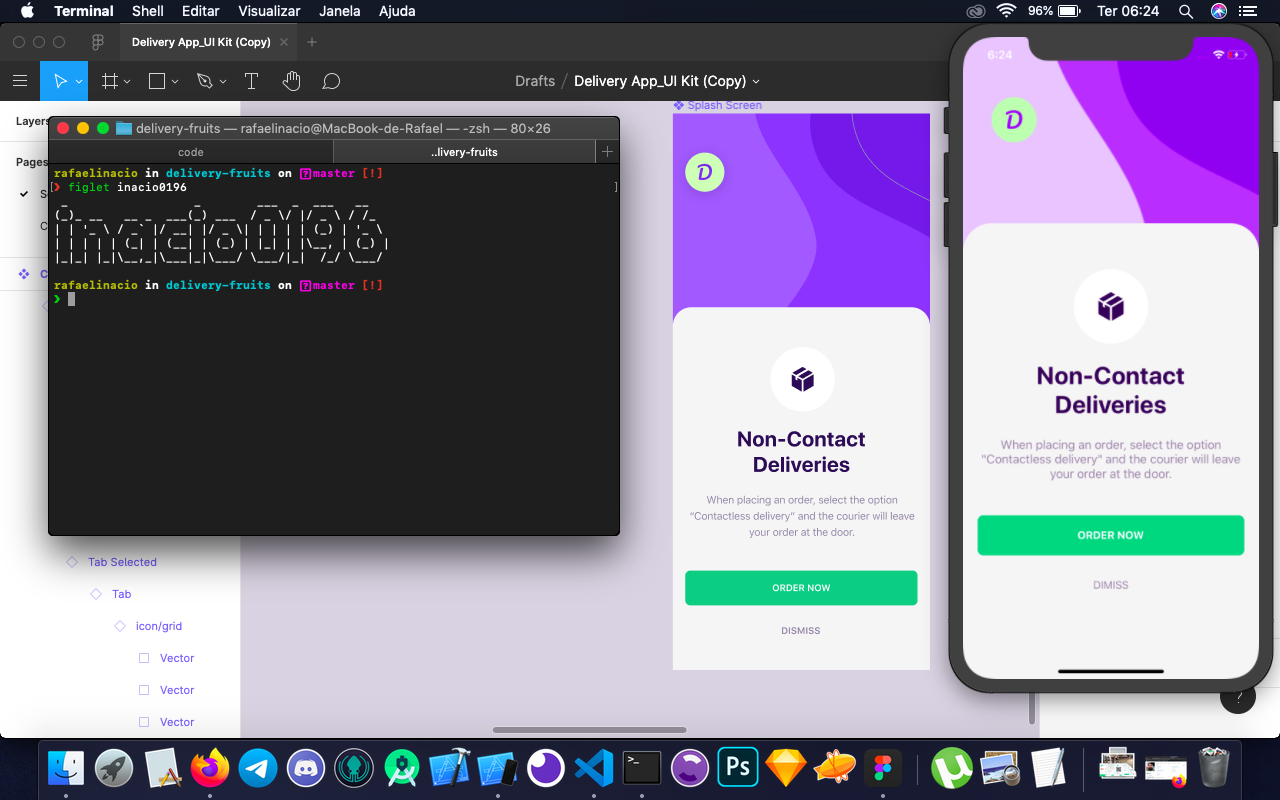 Terminal Shell Editar Visualizar Janela Ajuda 96% Ter 06:24
Delivery App_UI Kit (Copy)
Drafts / Delivery App_UI Kit (Copy)
Layers
Pages
Splash Screen
delivery-fruits — rafaelinacio@MacBook-de-Rafael — -zsh — 80×26
code ..livery-fruits
rafaelinacio in delivery-fruits on master [!]
[❯ figlet inacio0196 ]
inacio0196
rafaelinacio in delivery-fruits on master [!]
❯
Tab Selected
Tab
icon/grid
Vector
Vector
Vector
D
Non-Contact
Deliveries
When placing an order, select the option
“Contactless delivery” and the courier will leave
your order at the door.
ORDER NOW
DISMISS
6:24
D
Non-Contact
Deliveries
When placing an order, select the option
"Contactless delivery" and the courier will leave
your order at the door.
ORDER NOW
DIMISS
?
>_
Ps